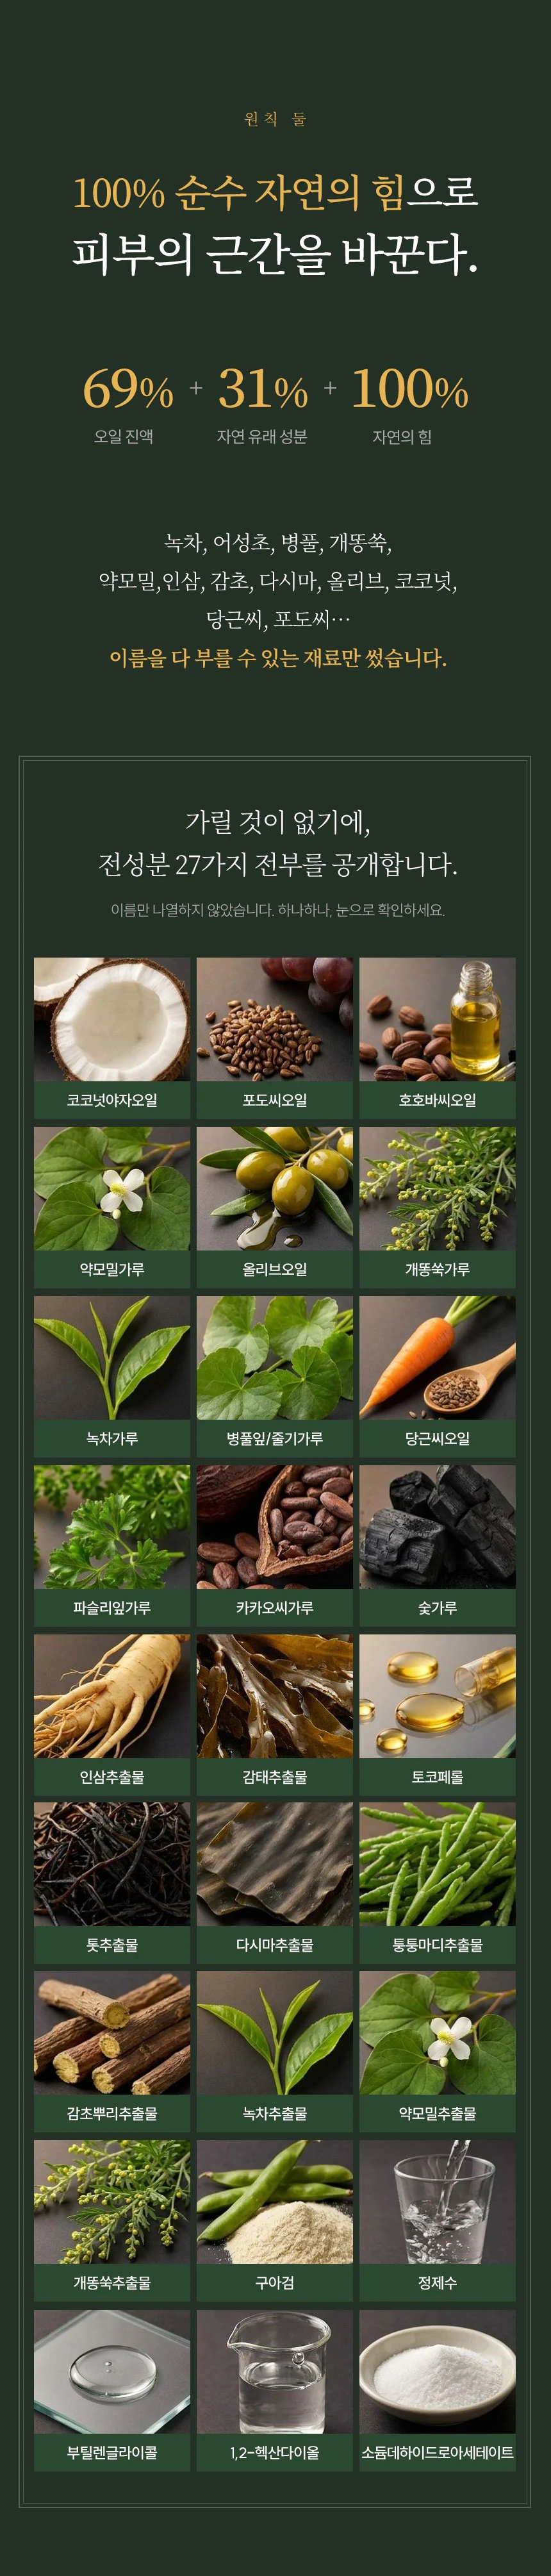 원칙 둘
100% 순수 자연의 힘으로
피부의 근간을 바꾼다.
69% + 31% + 100%
오일 진액 자연 유래 성분 자연의 힘
녹차, 어성초, 병풀, 개똥쑥,
약모밀,인삼, 감초, 다시마, 올리브, 코코넛,
당근씨, 포도씨…
이름을 다 부를 수 있는 재료만 썼습니다.
가릴 것이 없기에,
전성분 27가지 전부를 공개합니다.
이름만 나열하지 않았습니다. 하나하나, 눈으로 확인하세요.
코코넛야자오일 포도씨오일 호호바씨오일
약모밀가루 올리브오일 개똥쑥가루
녹차가루 병풀잎/줄기가루 당근씨오일
파슬리잎가루 카카오씨가루 숯가루
인삼추출물 감태추출물 토코페롤
톳추출물 다시마추출물 퉁퉁마디추출물
감초뿌리추출물 녹차추출물 약모밀추출물
개똥쑥추출물 구아검 정제수
부틸렌글라이콜 1,2-헥산다이올 소듐데하이드로아세테이트